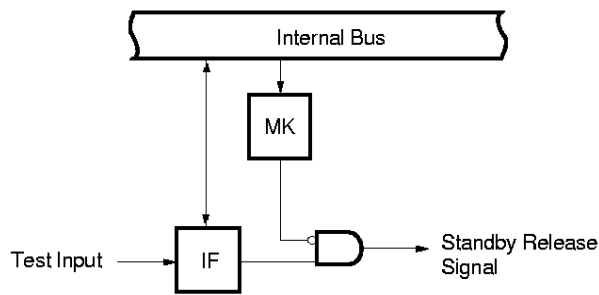 Internal Bus
MK
Test Input
IF
Standby Release
Signal